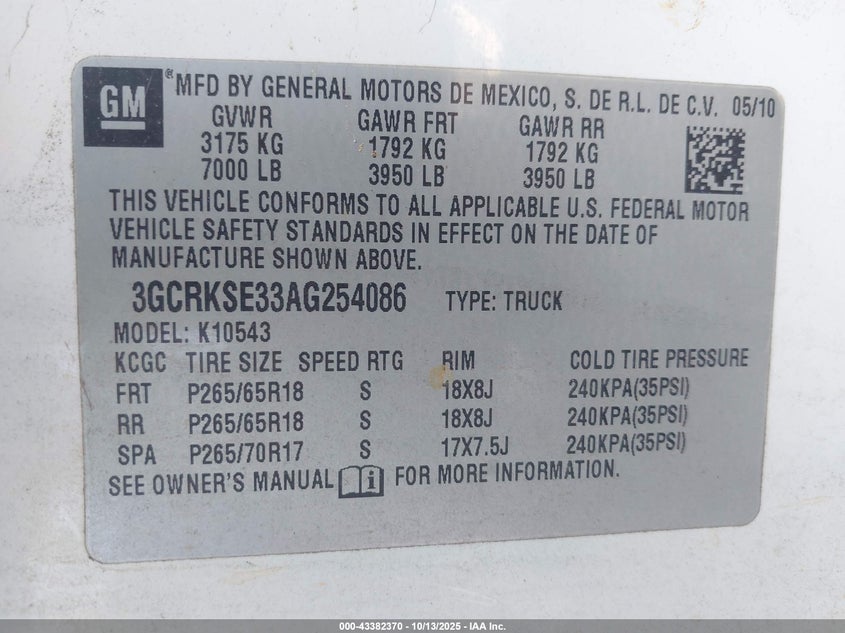 GM
® MFD BY GENERAL MOTORS DE MEXICO, S. DE R.L. DE C.V. 05/10
GVWR GAWR FRT GAWR RR
3175 KG 1792 KG 1792 KG
7000 LB 3950 LB 3950 LB
THIS VEHICLE CONFORMS TO ALL APPLICABLE U.S. FEDERAL MOTOR
VEHICLE SAFETY STANDARDS IN EFFECT ON THE DATE OF
MANUFACTURE SHOWN ABOVE.
3GCRKSE33AG254086 TYPE: TRUCK
MODEL: K10543
KCGC TIRE SIZE SPEED RTG RIM COLD TIRE PRESSURE
FRT P265/65R18 S 18X8J 240KPA(35PSI)
RR P265/65R18 S 18X8J 240KPA(35PSI)
SPA P265/70R17 S 17X7.5J 240KPA(35PSI)
SEE OWNER'S MANUAL i FOR MORE INFORMATION.
000-43382370 - 10/13/2025 - IAA Inc.